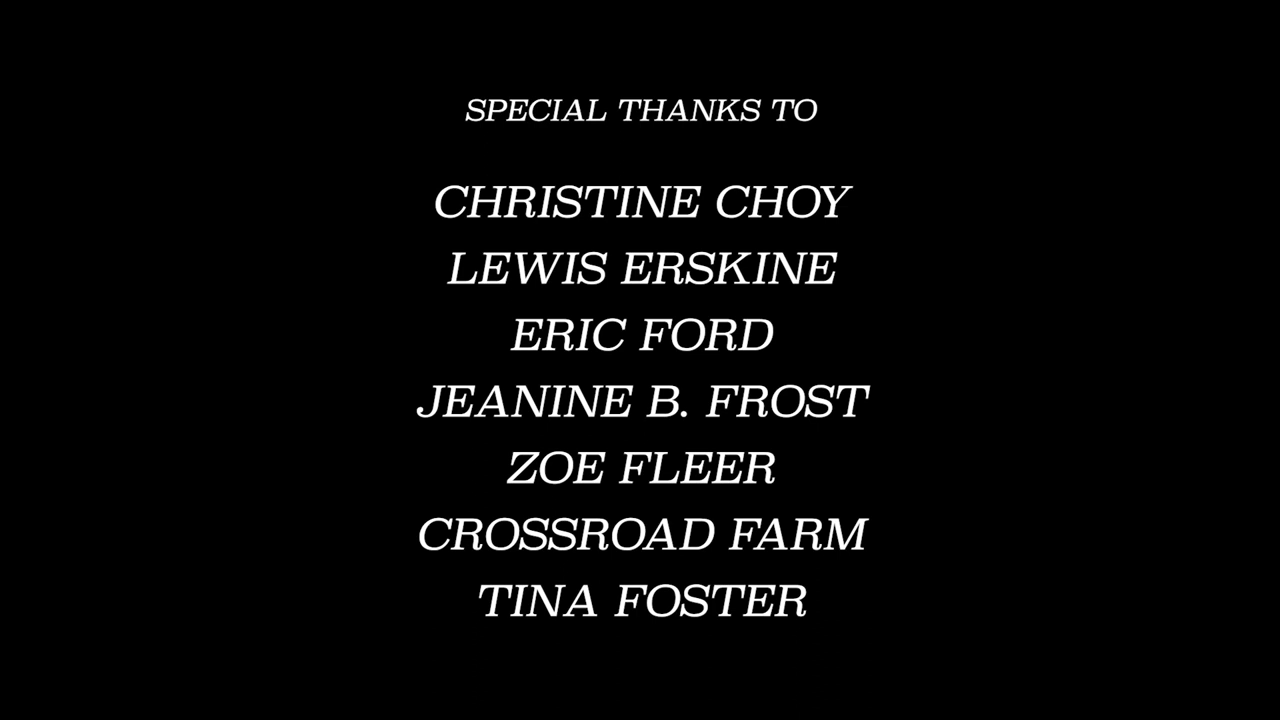 SPECIAL THANKS TO
CHRISTINE CHOY
LEWIS ERSKINE
ERIC FORD
JEANINE B. FROST
ZOE FLEER
CROSSROAD FARM
TINA FOSTER